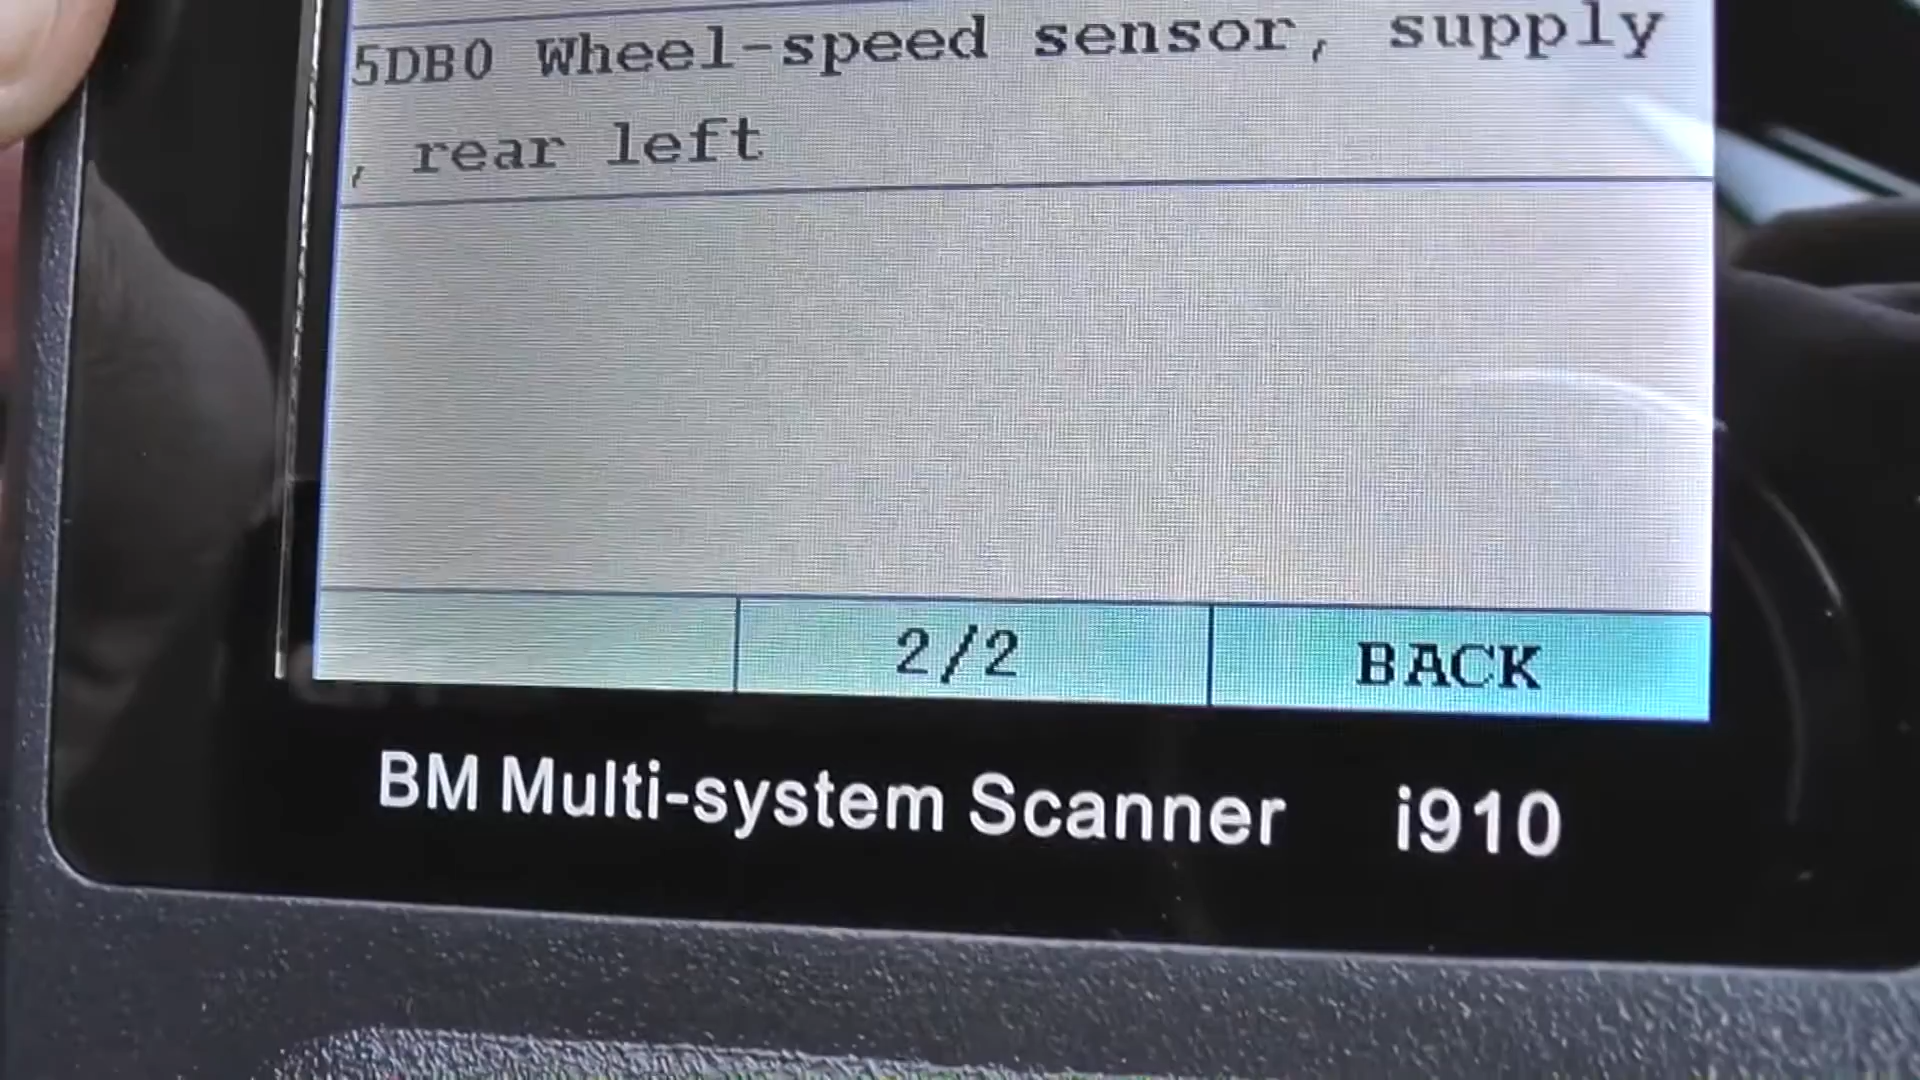 5DB0 Wheel-speed sensor, supply
, rear left
2/2
BACK
BM Multi-system Scanner i910